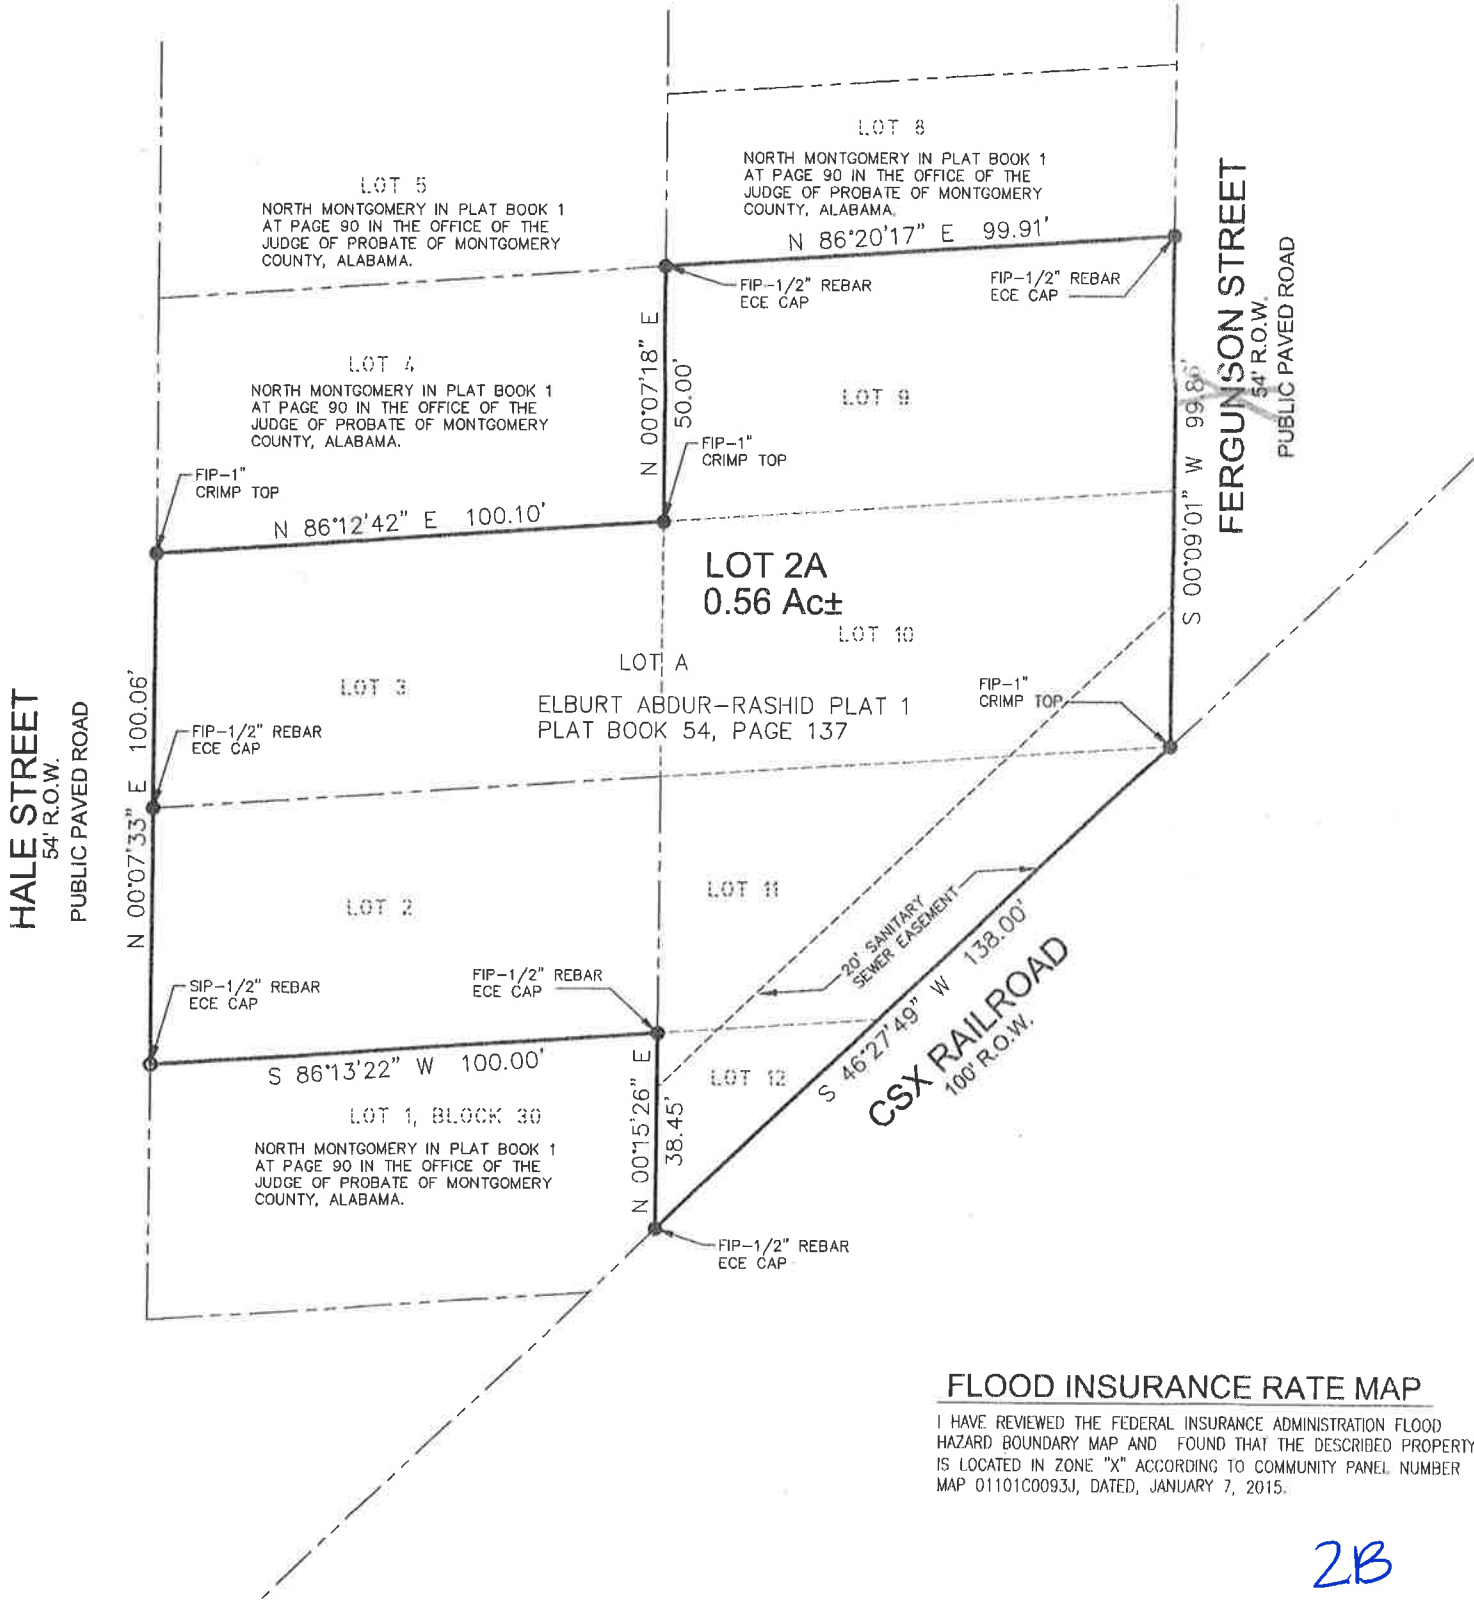 LOT 8
NORTH MONTGOMERY IN PLAT BOOK 1
AT PAGE 90 IN THE OFFICE OF THE
JUDGE OF PROBATE OF MONTGOMERY
COUNTY, ALABAMA.
LOT 5
NORTH MONTGOMERY IN PLAT BOOK 1
AT PAGE 90 IN THE OFFICE OF THE
JUDGE OF PROBATE OF MONTGOMERY
COUNTY, ALABAMA.
N 86°20'17" E 99.91'
FIP-1/2" REBAR
ECE CAP
FIP-1/2" REBAR
ECE CAP
FERGUNSON STREET
54' R.O.W.
PUBLIC PAVED ROAD
N 00°07'18" E
50.00'
LOT 4
NORTH MONTGOMERY IN PLAT BOOK 1
AT PAGE 90 IN THE OFFICE OF THE
JUDGE OF PROBATE OF MONTGOMERY
COUNTY, ALABAMA.
LOT 9
S 00°09'01" W 99.86'
FIP-1"
CRIMP TOP
FIP-1"
CRIMP TOP
N 86°12'42" E 100.10'
LOT 2A
0.56 Ac±
LOT 10
LOT A
ELBURT ABDUR-RASHID PLAT 1
PLAT BOOK 54, PAGE 137
LOT 3
FIP-1"
CRIMP TOP
HALE STREET
54' R.O.W.
PUBLIC PAVED ROAD
N 00°07'33" E 100.06'
FIP-1/2" REBAR
ECE CAP
LOT 2
LOT 11
20' SANITARY
SEWER EASEMENT
S 46°27'49" W 138.00'
CSX RAILROAD
100' R.O.W.
SIP-1/2" REBAR
ECE CAP
FIP-1/2" REBAR
ECE CAP
S 86°13'22" W 100.00'
N 00°15'26" E
38.45'
LOT 12
LOT 1, BLOCK 30
NORTH MONTGOMERY IN PLAT BOOK 1
AT PAGE 90 IN THE OFFICE OF THE
JUDGE OF PROBATE OF MONTGOMERY
COUNTY, ALABAMA.
FIP-1/2" REBAR
ECE CAP
FLOOD INSURANCE RATE MAP
I HAVE REVIEWED THE FEDERAL INSURANCE ADMINISTRATION FLOOD
HAZARD BOUNDARY MAP AND FOUND THAT THE DESCRIBED PROPERTY
IS LOCATED IN ZONE "X" ACCORDING TO COMMUNITY PANEL NUMBER
MAP 01101C0093J, DATED, JANUARY 7, 2015.
2B